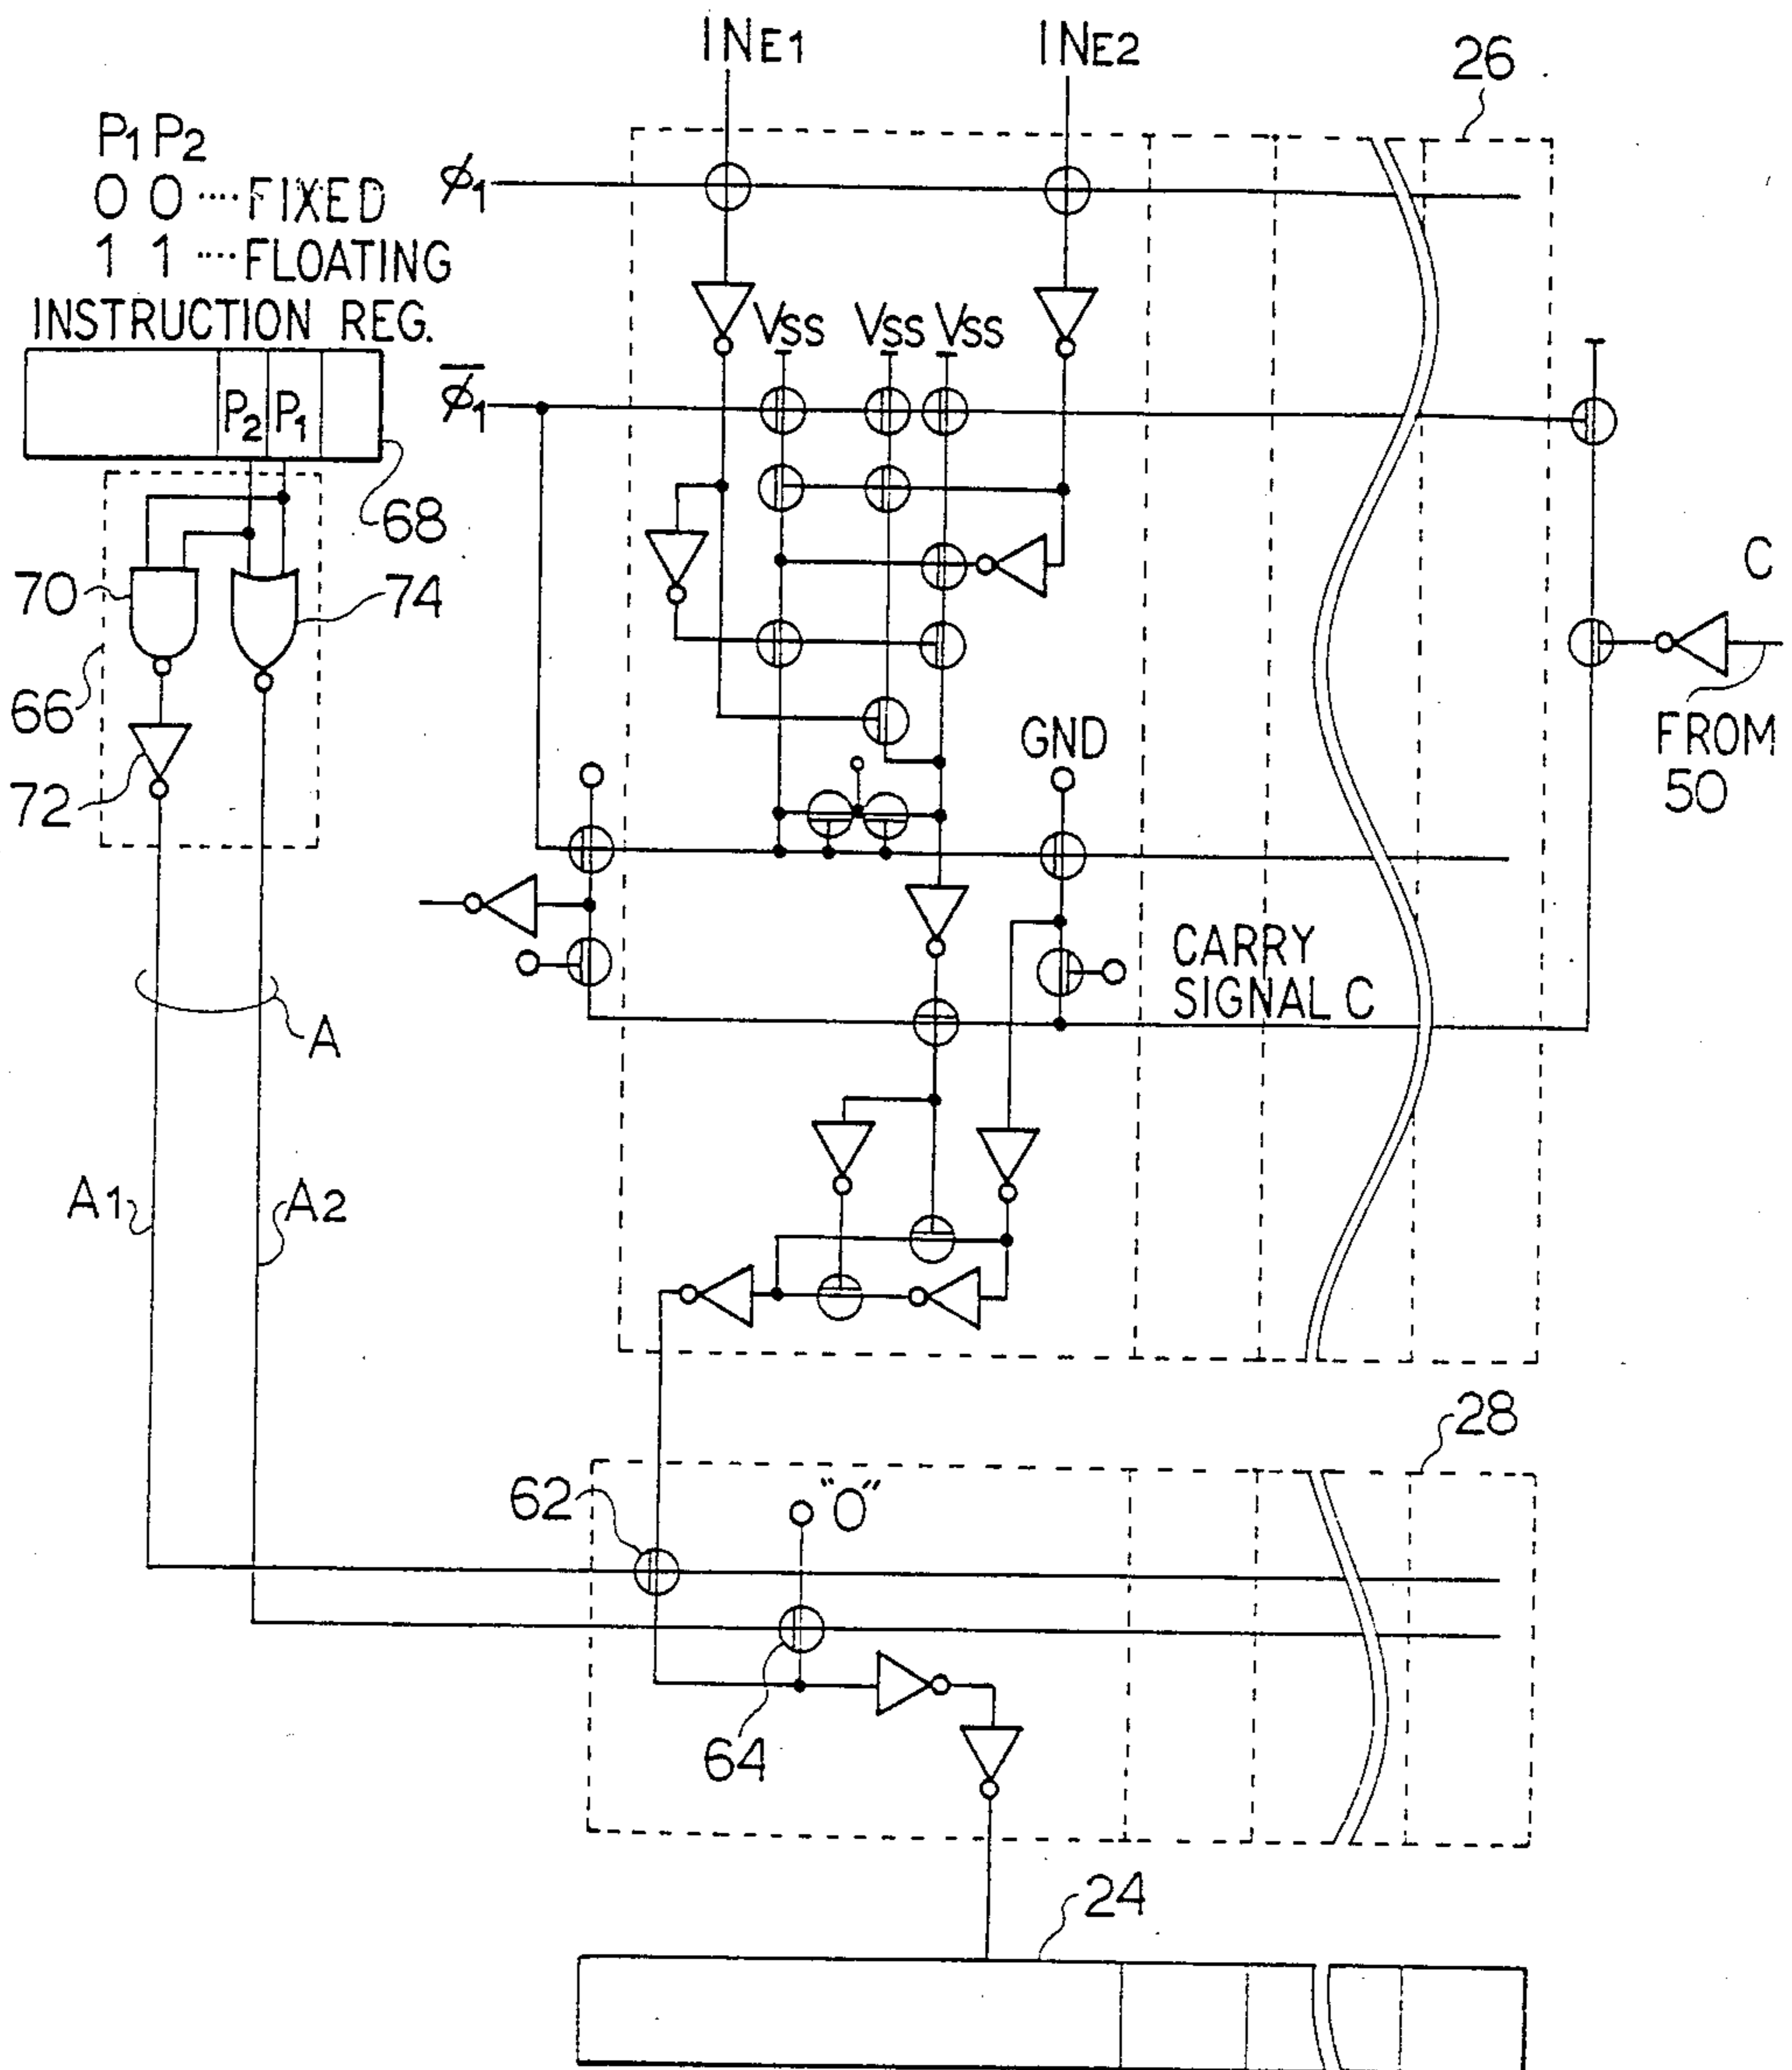 INE1
INE2
26
P1 P2
0 0 ···· FIXED
1 1 ···· FLOATING
INSTRUCTION REG.
P2 P1
68
70
74
66
72
A
A1
A2
ϕ1
ϕ̅1
VSS VSS VSS
GND
CARRY
SIGNAL C
C
FROM
50
28
62
"0"
64
24